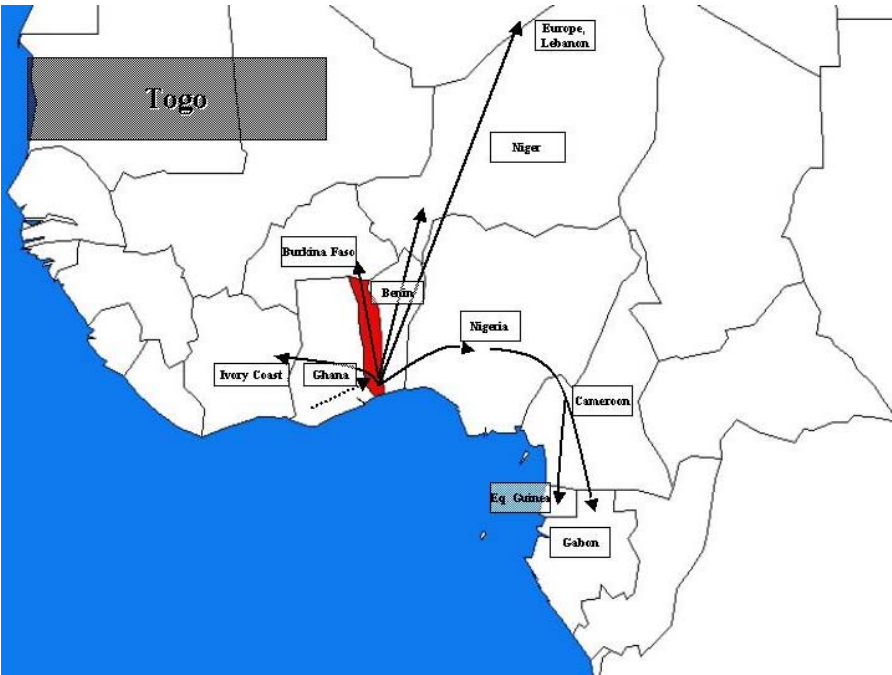 Europe,
Lebanon
Togo
Niger
Burkina Faso
Benin
Nigeria
Ivory Coast
Ghana
Cameroon
Eq. Guinea
Gabon